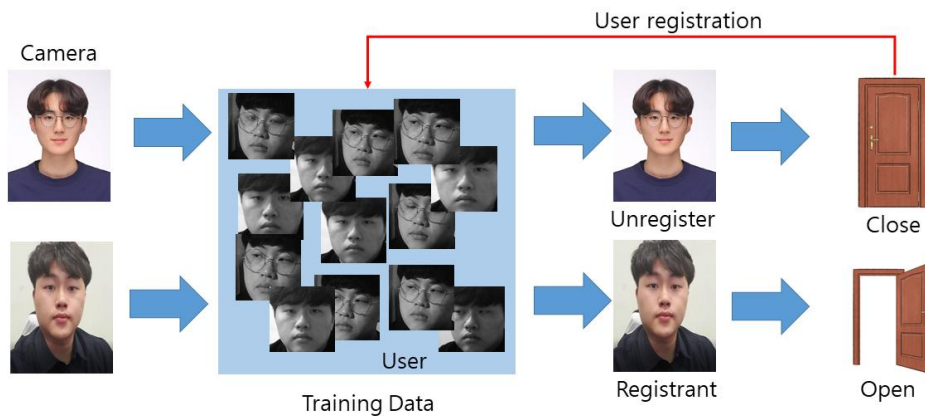 User registration
Camera
Unregister
Close
User
Registrant
Open
Training Data